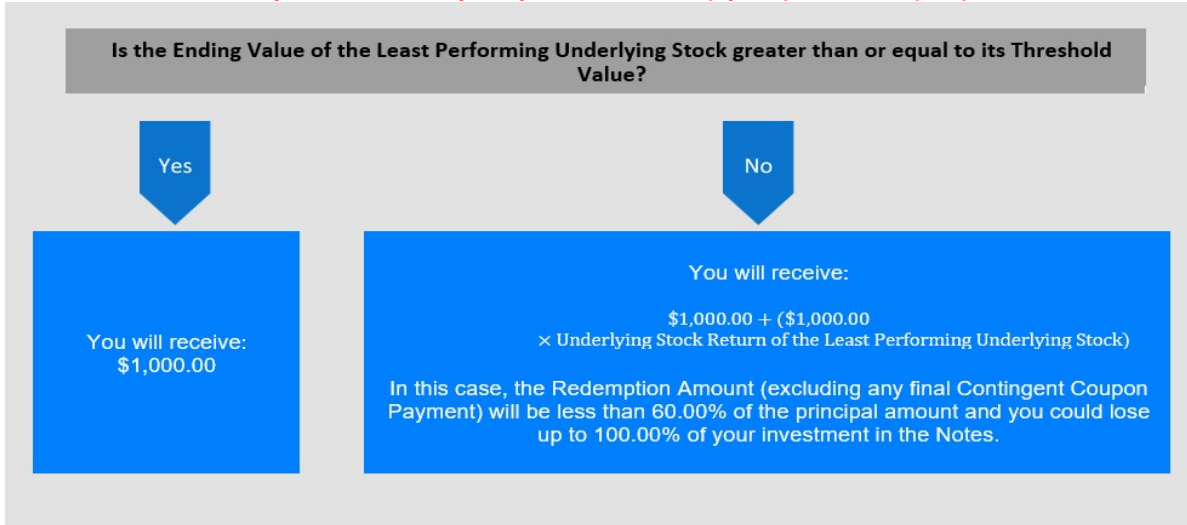 Is the Ending Value of the Least Performing Underlying Stock greater than or equal to its Threshold
Value?
Yes
No
You will receive:
$1,000.00
You will receive:
$1,000.00 + ($1,000.00
× Underlying Stock Return of the Least Performing Underlying Stock)
In this case, the Redemption Amount (excluding any final Contingent Coupon
Payment) will be less than 60.00% of the principal amount and you could lose
up to 100.00% of your investment in the Notes.